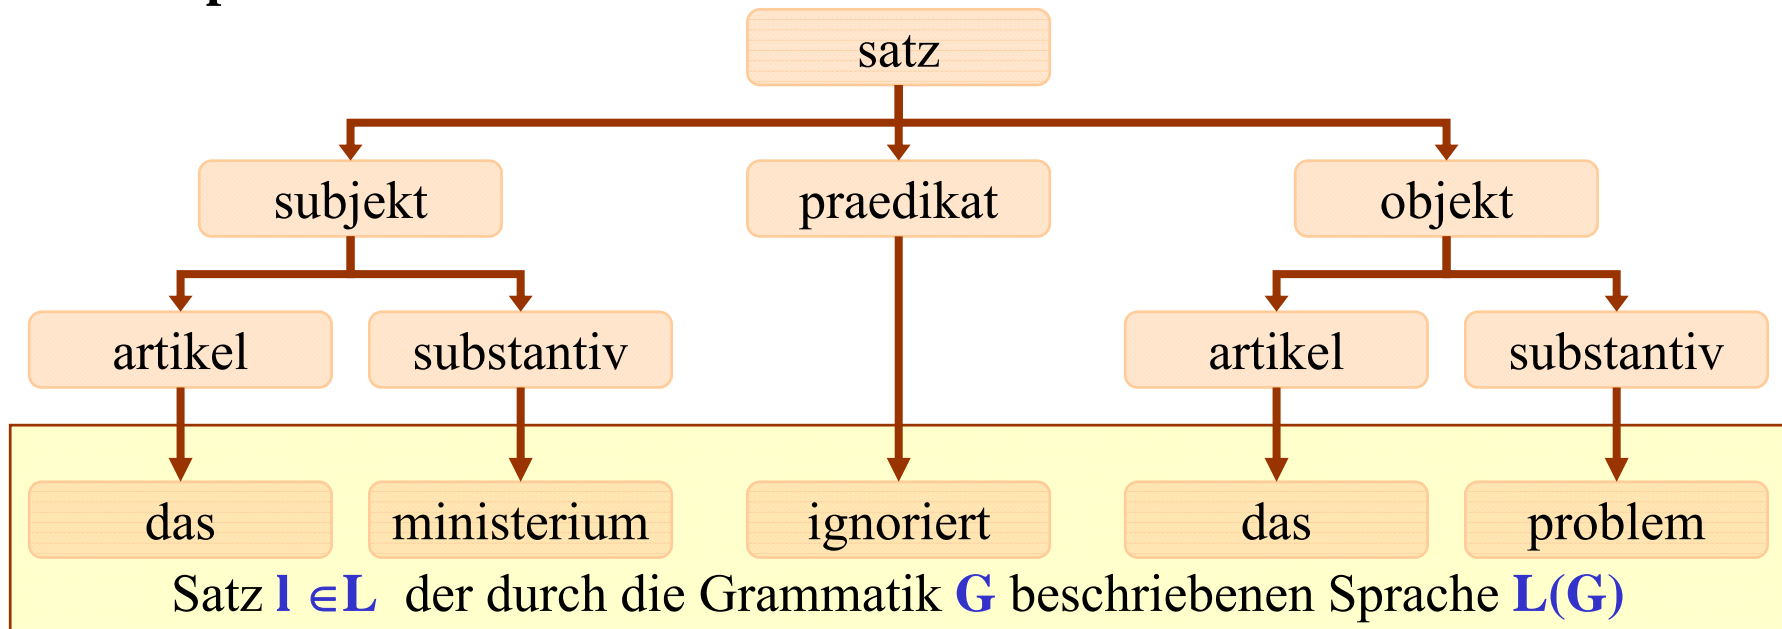 satz
subjekt praedikat objekt
artikel substantiv artikel substantiv
das ministerium ignoriert das problem
Satz l ∈L der durch die Grammatik G beschriebenen Sprache L(G)